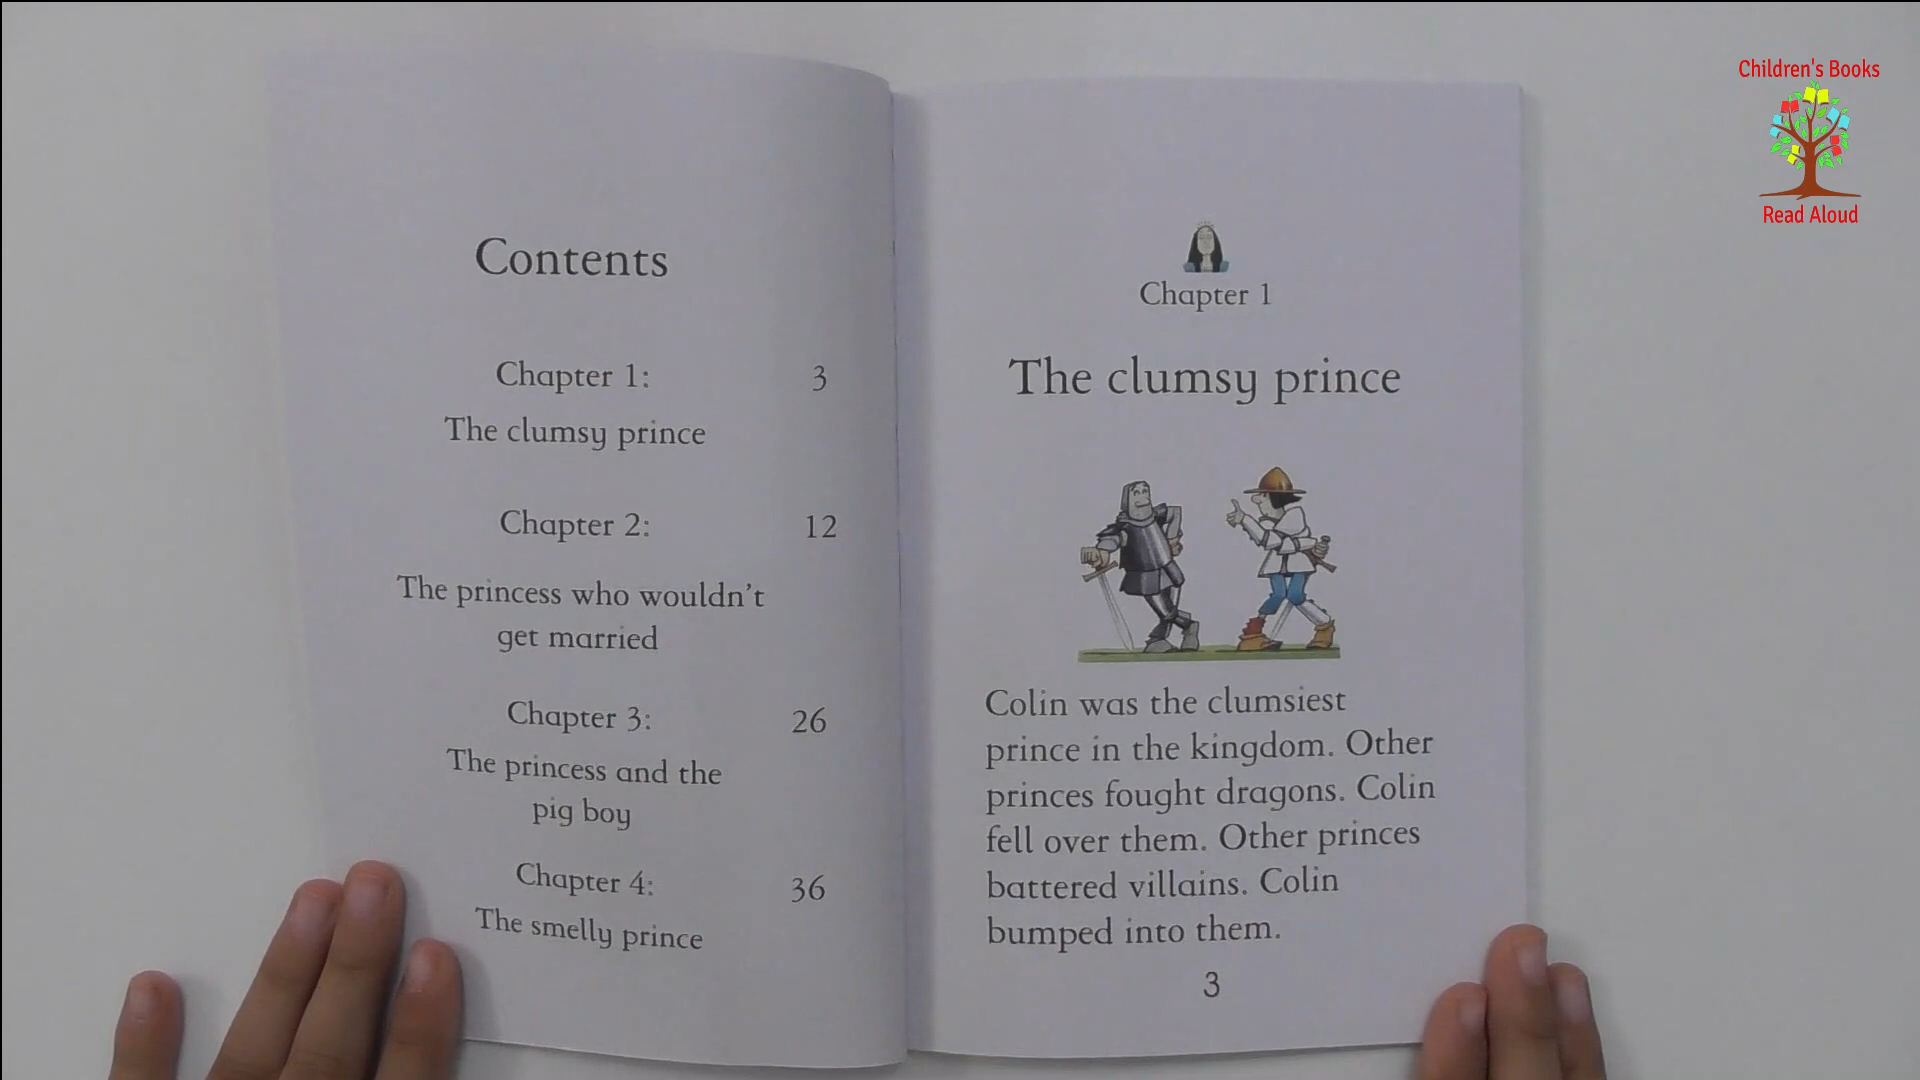 Contents
Chapter 1: 3
The clumsy prince
Chapter 2: 12
The princess who wouldn't
get married
Chapter 3: 26
The princess and the
pig boy
Chapter 4: 36
The smelly prince
Chapter 1
The clumsy prince
Colin was the clumsiest
prince in the kingdom. Other
princes fought dragons. Colin
fell over them. Other princes
battered villains. Colin
bumped into them.
3
Children's Books
Read Aloud